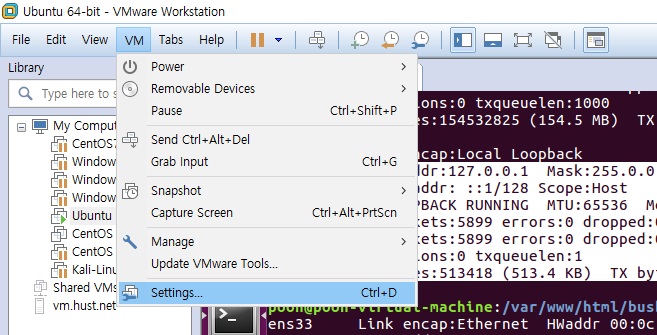 Ubuntu 64-bit - VMware Workstation
File Edit View VM Tabs Help
Library
Type here to s
My Comput
CentOS7
Window
Window
Window
Ubuntu
CentOS
CentOS
Kali-Linu
Shared VMs
vm.hust.net
Power
Removable Devices
Pause Ctrl+Shift+P
Send Ctrl+Alt+Del
Grab Input Ctrl+G
Snapshot
Capture Screen Ctrl+Alt+PrtScn
Manage
Update VMware Tools...
Settings... Ctrl+D
ions:0 txqueuelen:1000
es:154532825 (154.5 MB) TX
encap:Local Loopback
ddr:127.0.0.1 Mask:255.0.0
addr: ::1/128 Scope:Host
PBACK RUNNING MTU:65536 M
kets:5899 errors:0 dropped:
kets:5899 errors:0 dropped:
ions:0 txqueuelen:1
es:513418 (513.4 KB) TX by
poon@poon-virtual-machine:/var/www/html/bus
ens33 Link encap:Ethernet HWaddr 00:0c